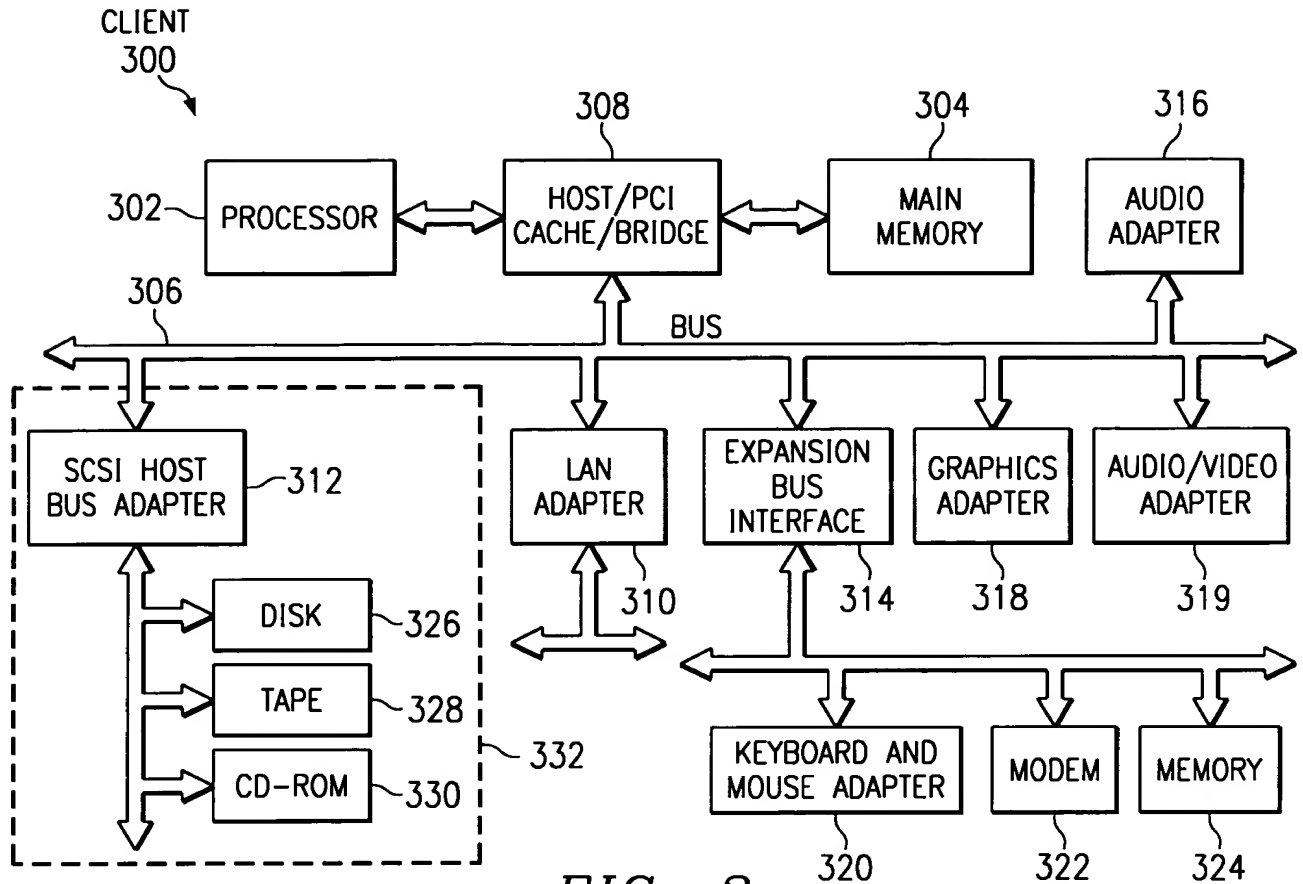 CLIENT
300
308
304
316
302
PROCESSOR
HOST/PCI
CACHE/BRIDGE
MAIN
MEMORY
AUDIO
ADAPTER
306
BUS
SCSI HOST
BUS ADAPTER
312
LAN
ADAPTER
EXPANSION
BUS
INTERFACE
GRAPHICS
ADAPTER
AUDIO/VIDEO
ADAPTER
310
314
318
319
DISK
326
TAPE
328
CD-ROM
330
332
KEYBOARD AND
MOUSE ADAPTER
MODEM
MEMORY
320
322
324